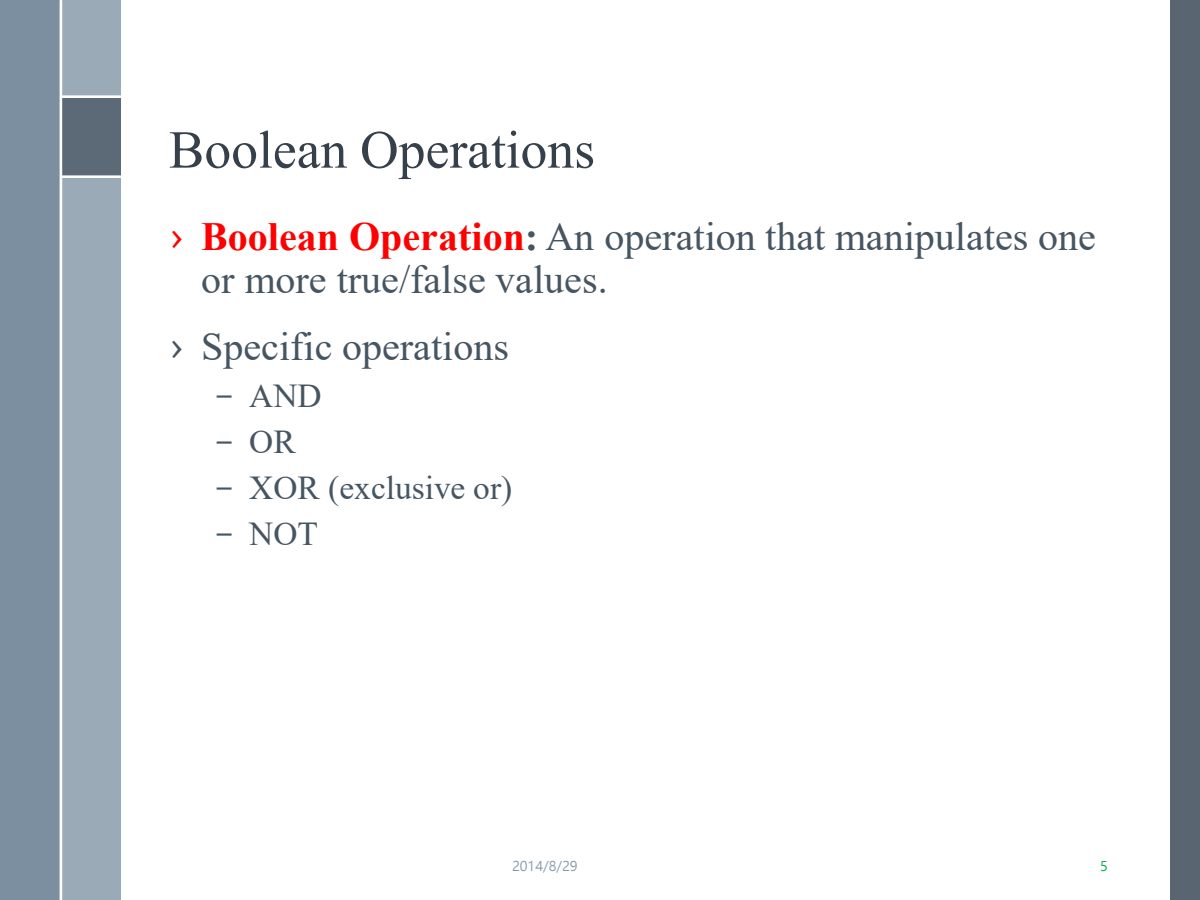 Boolean Operations
› Boolean Operation: An operation that manipulates one
or more true/false values.
› Specific operations
– AND
– OR
– XOR (exclusive or)
– NOT
2014/8/29
5